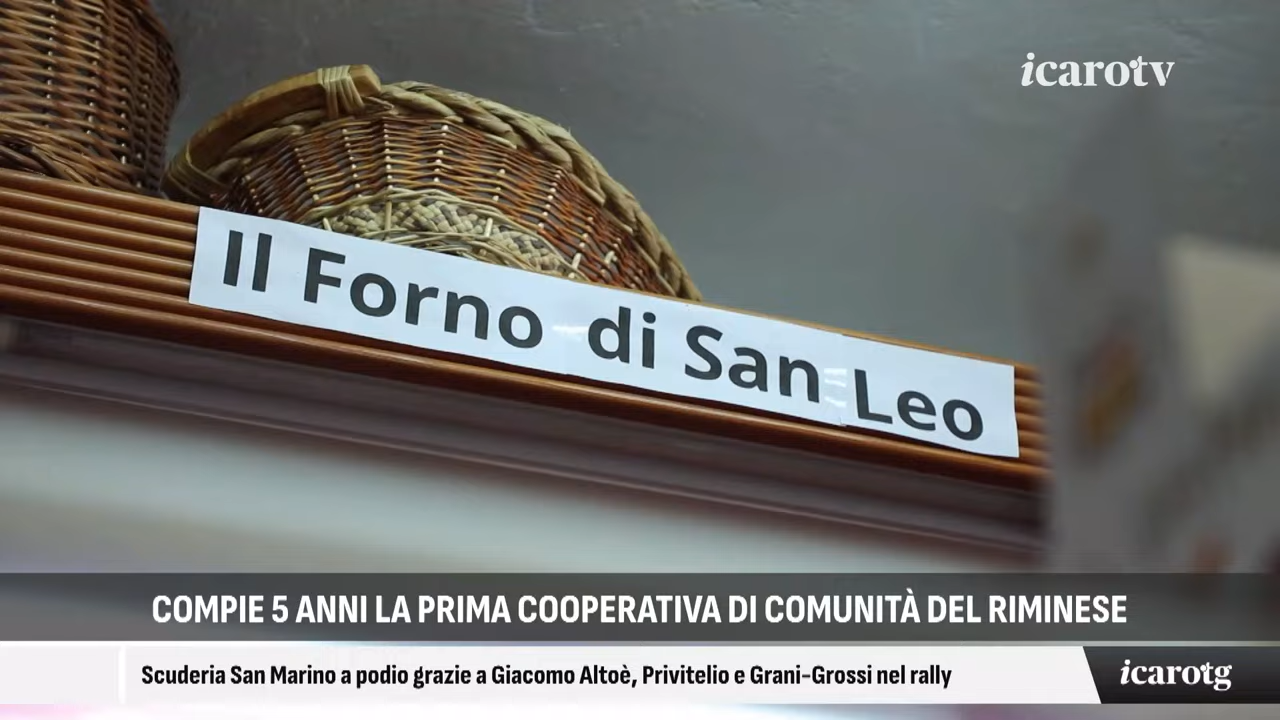 icarotv
Il Forno di San Leo
COMPIE 5 ANNI LA PRIMA COOPERATIVA DI COMUNITÀ DEL RIMINESE
Scuderia San Marino a podio grazie a Giacomo Altoè, Privitelio e Grani-Grossi nel rally
icarotg